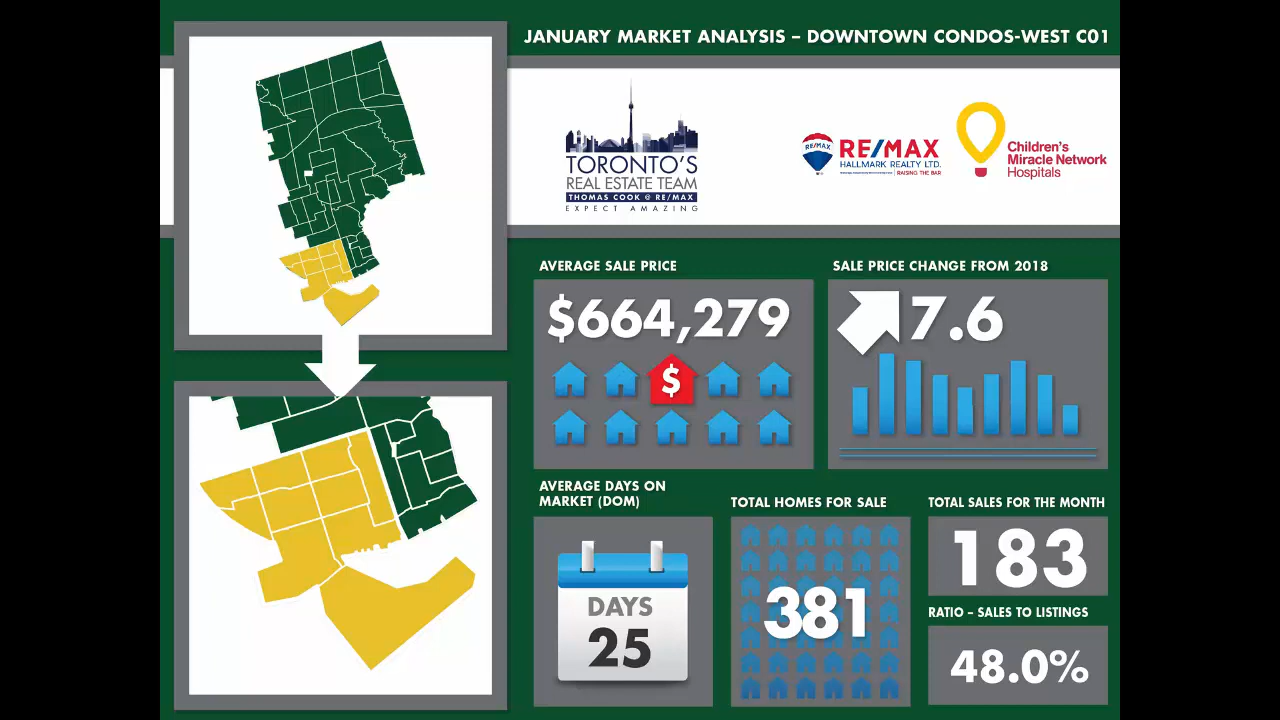 JANUARY MARKET ANALYSIS – DOWNTOWN CONDOS-WEST C01
TORONTO'S
REAL ESTATE TEAM
THOMAS COOK @ RE/MAX
EXPECT AMAZING
RE/MAX
RE/MAX
HALLMARK REALTY LTD.
RAISING THE BAR
Children's
Miracle Network
Hospitals
AVERAGE SALE PRICE
$664,279
$
SALE PRICE CHANGE FROM 2018
7.6
AVERAGE DAYS ON
MARKET (DOM)
DAYS
25
TOTAL HOMES FOR SALE
381
TOTAL SALES FOR THE MONTH
183
RATIO – SALES TO LISTINGS
48.0%